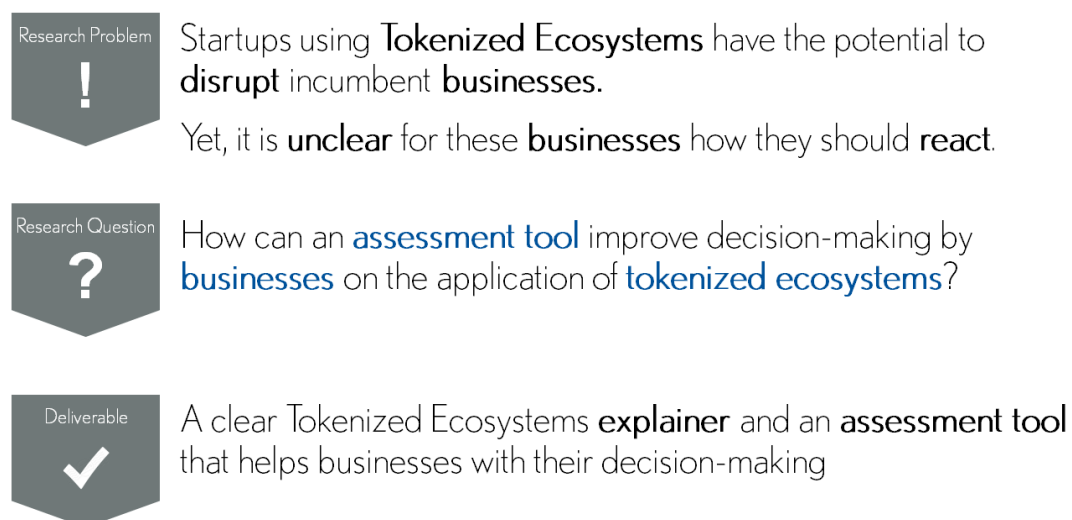 Research Problem
!
Startups using Tokenized Ecosystems have the potential to
disrupt incumbent businesses.
Yet, it is unclear for these businesses how they should react.
Research Question
?
How can an assessment tool improve decision-making by
businesses on the application of tokenized ecosystems?
Deliverable
A clear Tokenized Ecosystems explainer and an assessment tool
that helps businesses with their decision-making